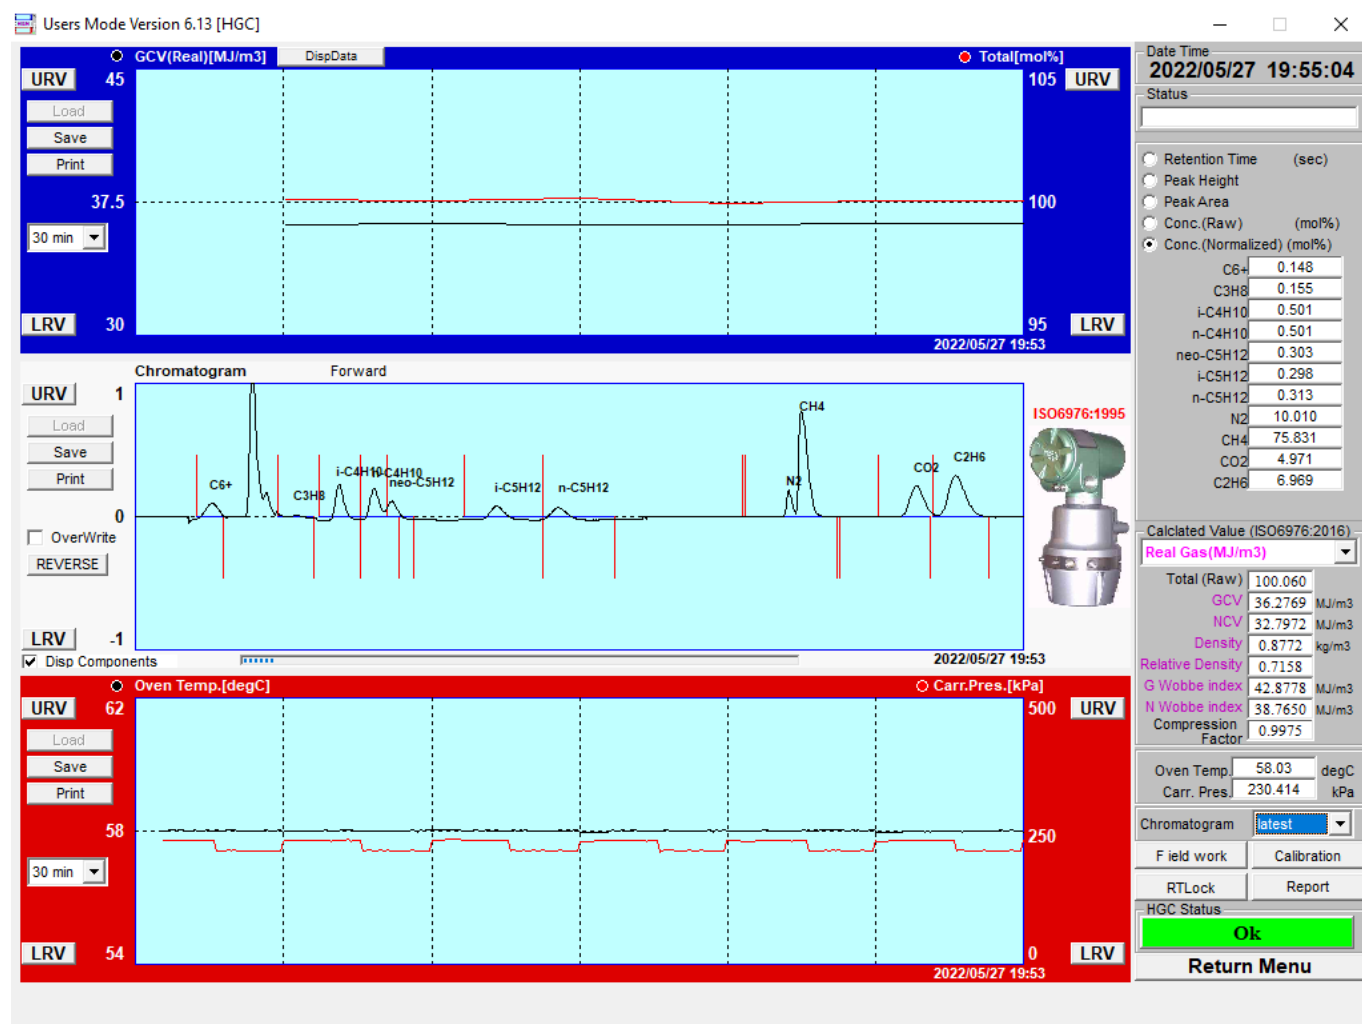 Users Mode Version 6.13 [HGC]
GCV(Real)[MJ/m3]
DispData
Total[mol%]
URV 45
105 URV
Load
Save
Print
37.5
100
30 min
LRV 30
95 LRV
2022/05/27 19:53
Chromatogram
Forward
URV 1
Load
Save
Print
0
OverWrite
REVERSE
LRV -1
C6+
C3H8
i-C4H10
n-C4H10
neo-C5H12
i-C5H12
n-C5H12
N2
CH4
CO2
C2H6
ISO6976:1995
Disp Components
2022/05/27 19:53
Oven Temp.[degC]
Carr.Pres.[kPa]
URV 62
500 URV
Load
Save
Print
58
250
30 min
LRV 54
0 LRV
2022/05/27 19:53
Date Time
2022/05/27 19:55:04
Status
Retention Time (sec)
Peak Height
Peak Area
Conc.(Raw) (mol%)
Conc.(Normalized) (mol%)
C6+ 0.148
C3H8 0.155
i-C4H10 0.501
n-C4H10 0.501
neo-C5H12 0.303
i-C5H12 0.298
n-C5H12 0.313
N2 10.010
CH4 75.831
CO2 4.971
C2H6 6.969
Calclated Value (ISO6976:2016)
Real Gas(MJ/m3)
Total (Raw) 100.060
GCV 36.2769 MJ/m3
NCV 32.7972 MJ/m3
Density 0.8772 kg/m3
Relative Density 0.7158
G Wobbe index 42.8778 MJ/m3
N Wobbe index 38.7650 MJ/m3
Compression
Factor 0.9975
Oven Temp. 58.03 degC
Carr. Pres. 230.414 kPa
Chromatogram latest
F ield work
Calibration
RTLock
Report
HGC Status
Ok
Return Menu